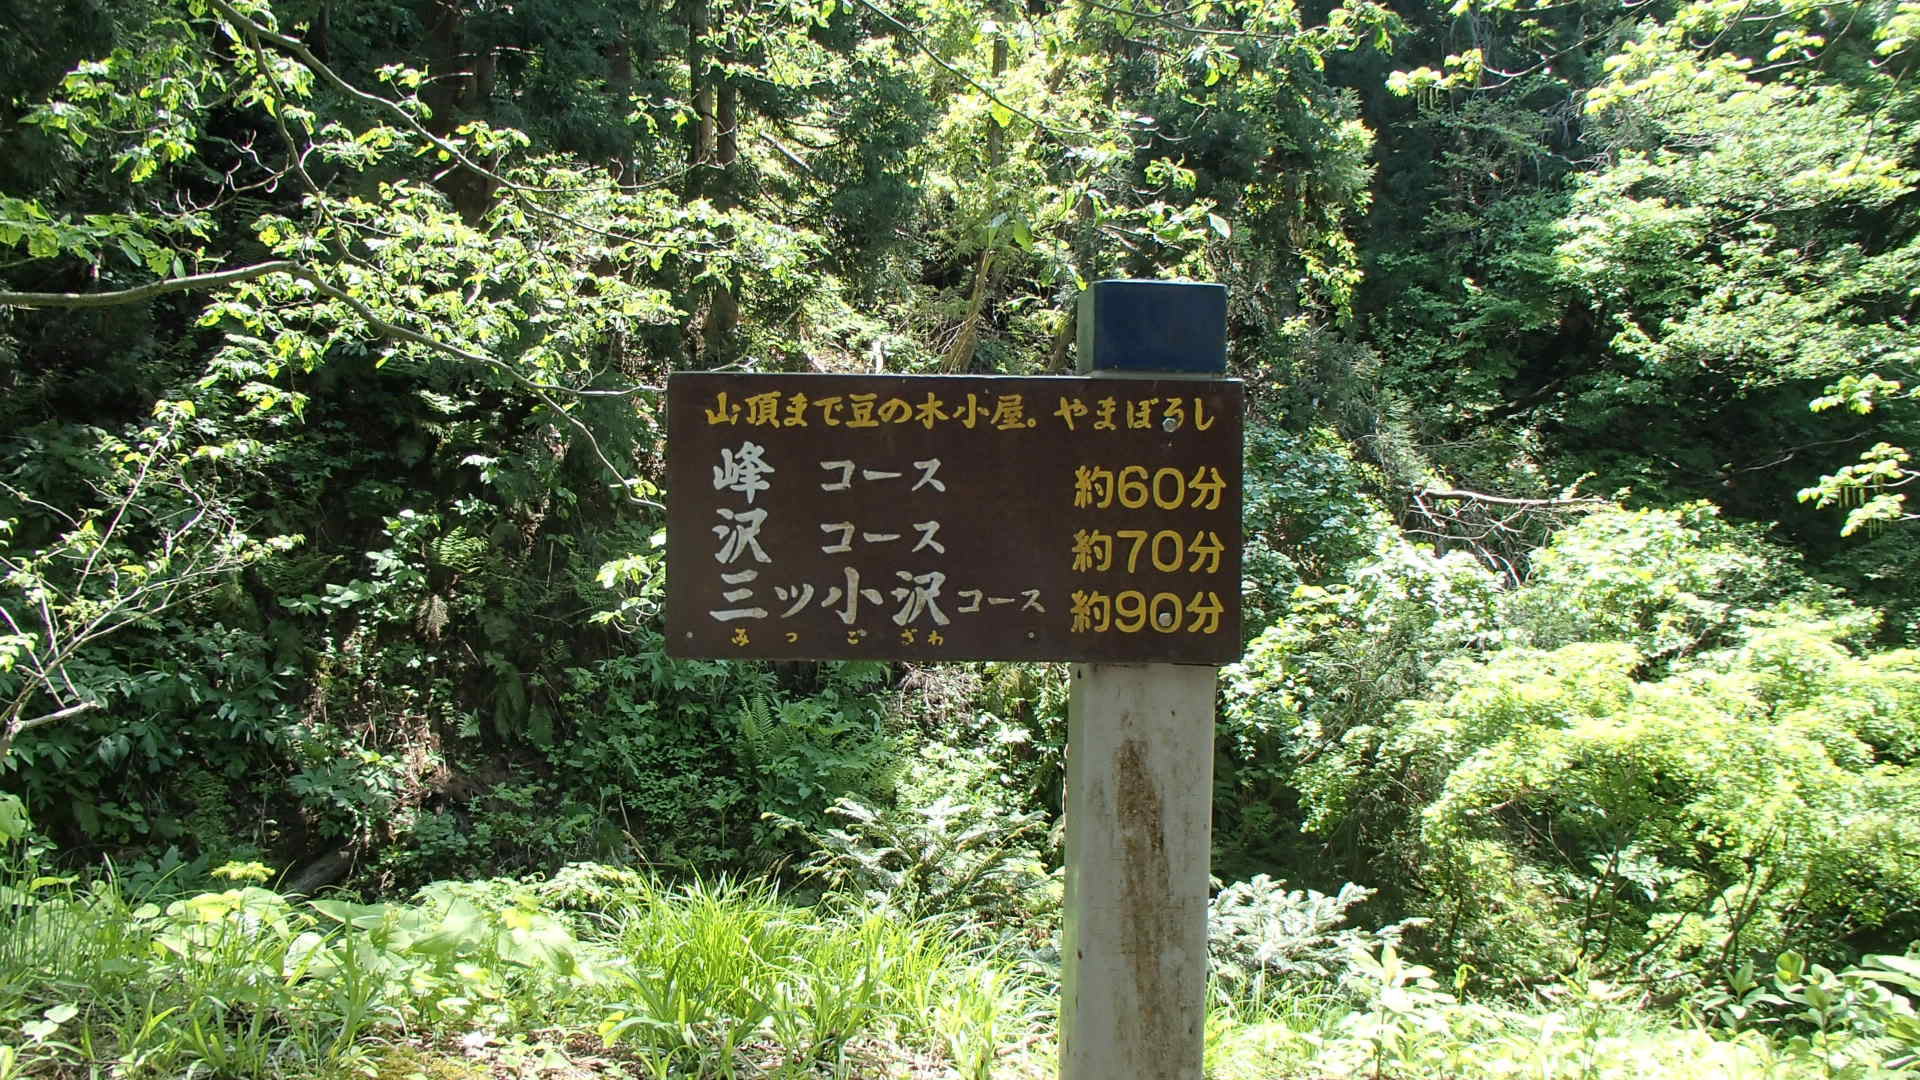 山頂まで豆の木小屋。やまぼうし
峰 コース 約60分
沢 コース 約70分
三ッ小沢コース 約90分
みつござわ